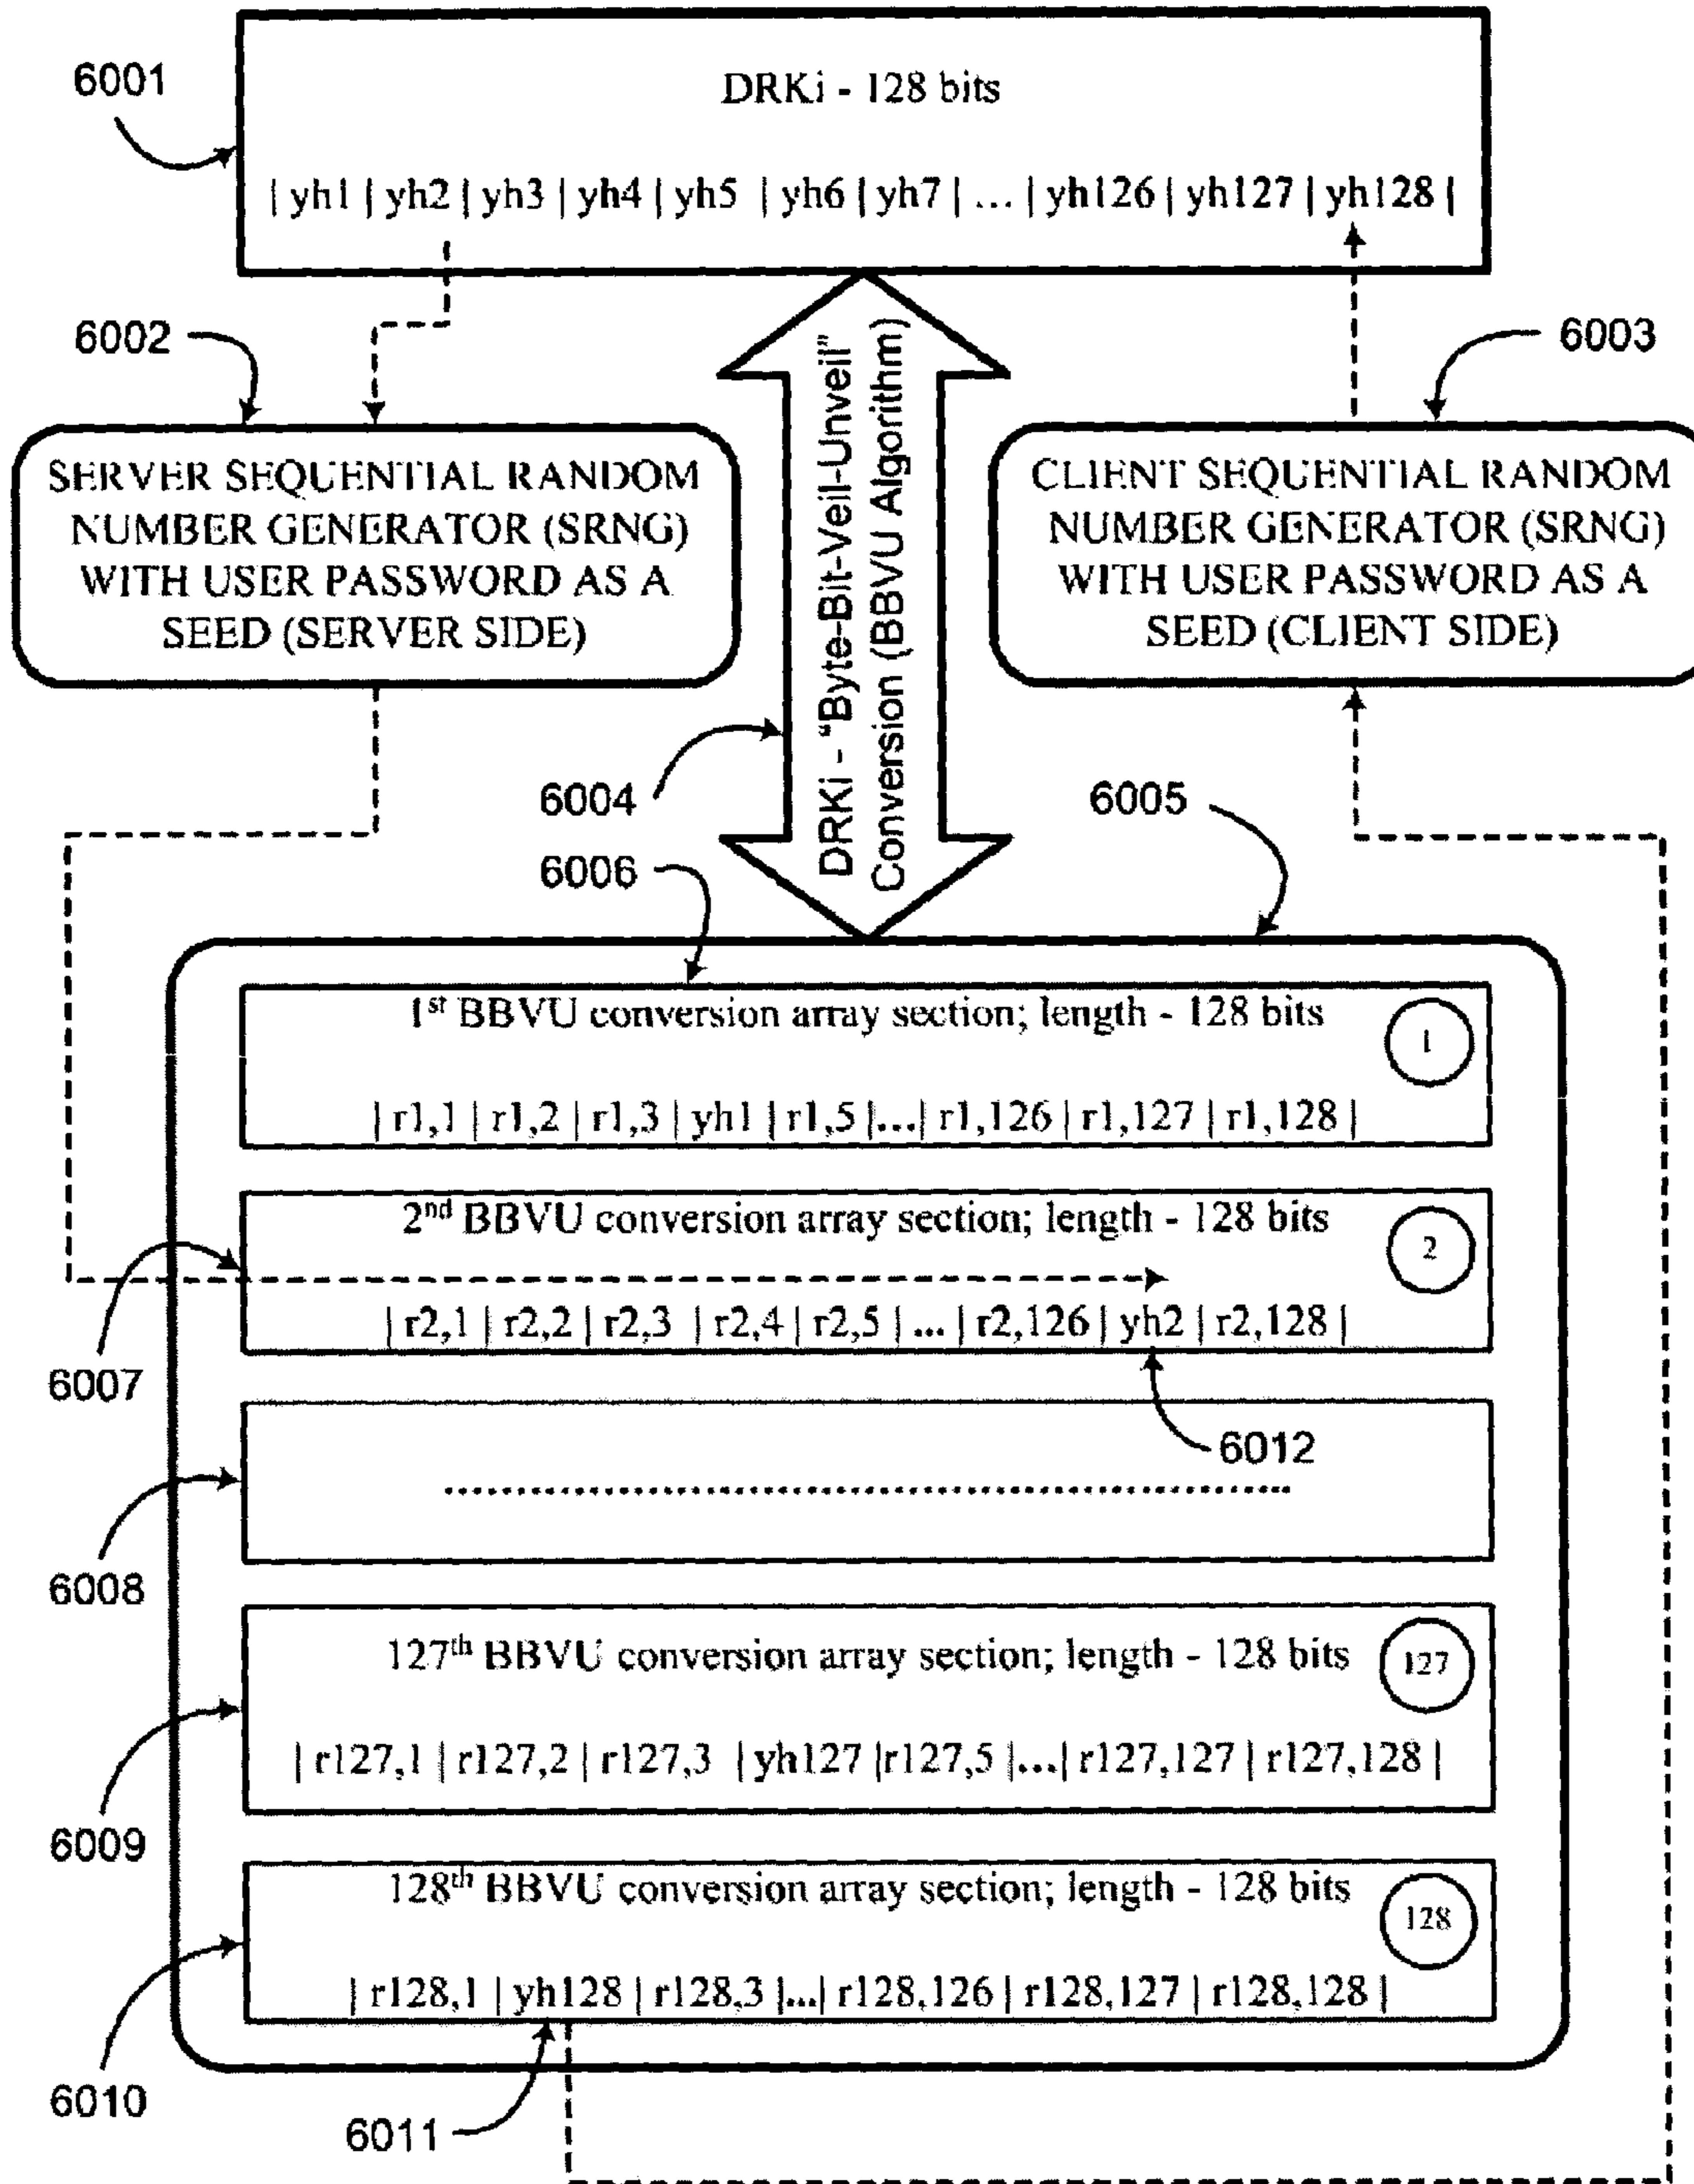 6001
DRKi - 128 bits
| yh1 | yh2 | yh3 | yh4 | yh5 | yh6 | yh7 | ... | yh126 | yh127 | yh128 |
6002
6003
SERVER SEQUENTIAL RANDOM
NUMBER GENERATOR (SRNG)
WITH USER PASSWORD AS A
SEED (SERVER SIDE)
DRKi - “Byte-Bit-Veil-Unveil”
Conversion (BBVU Algorithm)
CLIENT SEQUENTIAL RANDOM
NUMBER GENERATOR (SRNG)
WITH USER PASSWORD AS A
SEED (CLIENT SIDE)
6004
6005
6006
1st BBVU conversion array section; length - 128 bits
1
| r1,1 | r1,2 | r1,3 | yh1 | r1,5 |...| r1,126 | r1,127 | r1,128 |
2nd BBVU conversion array section; length - 128 bits
2
| r2,1 | r2,2 | r2,3 | r2,4 | r2,5 | ... | r2,126 | yh2 | r2,128 |
6007
6012
6008
127th BBVU conversion array section; length - 128 bits
127
| r127,1 | r127,2 | r127,3 | yh127 |r127,5 |...| r127,127 | r127,128 |
6009
128th BBVU conversion array section; length - 128 bits
128
| r128,1 | yh128 | r128,3 |...| r128,126 | r128,127 | r128,128 |
6010
6011